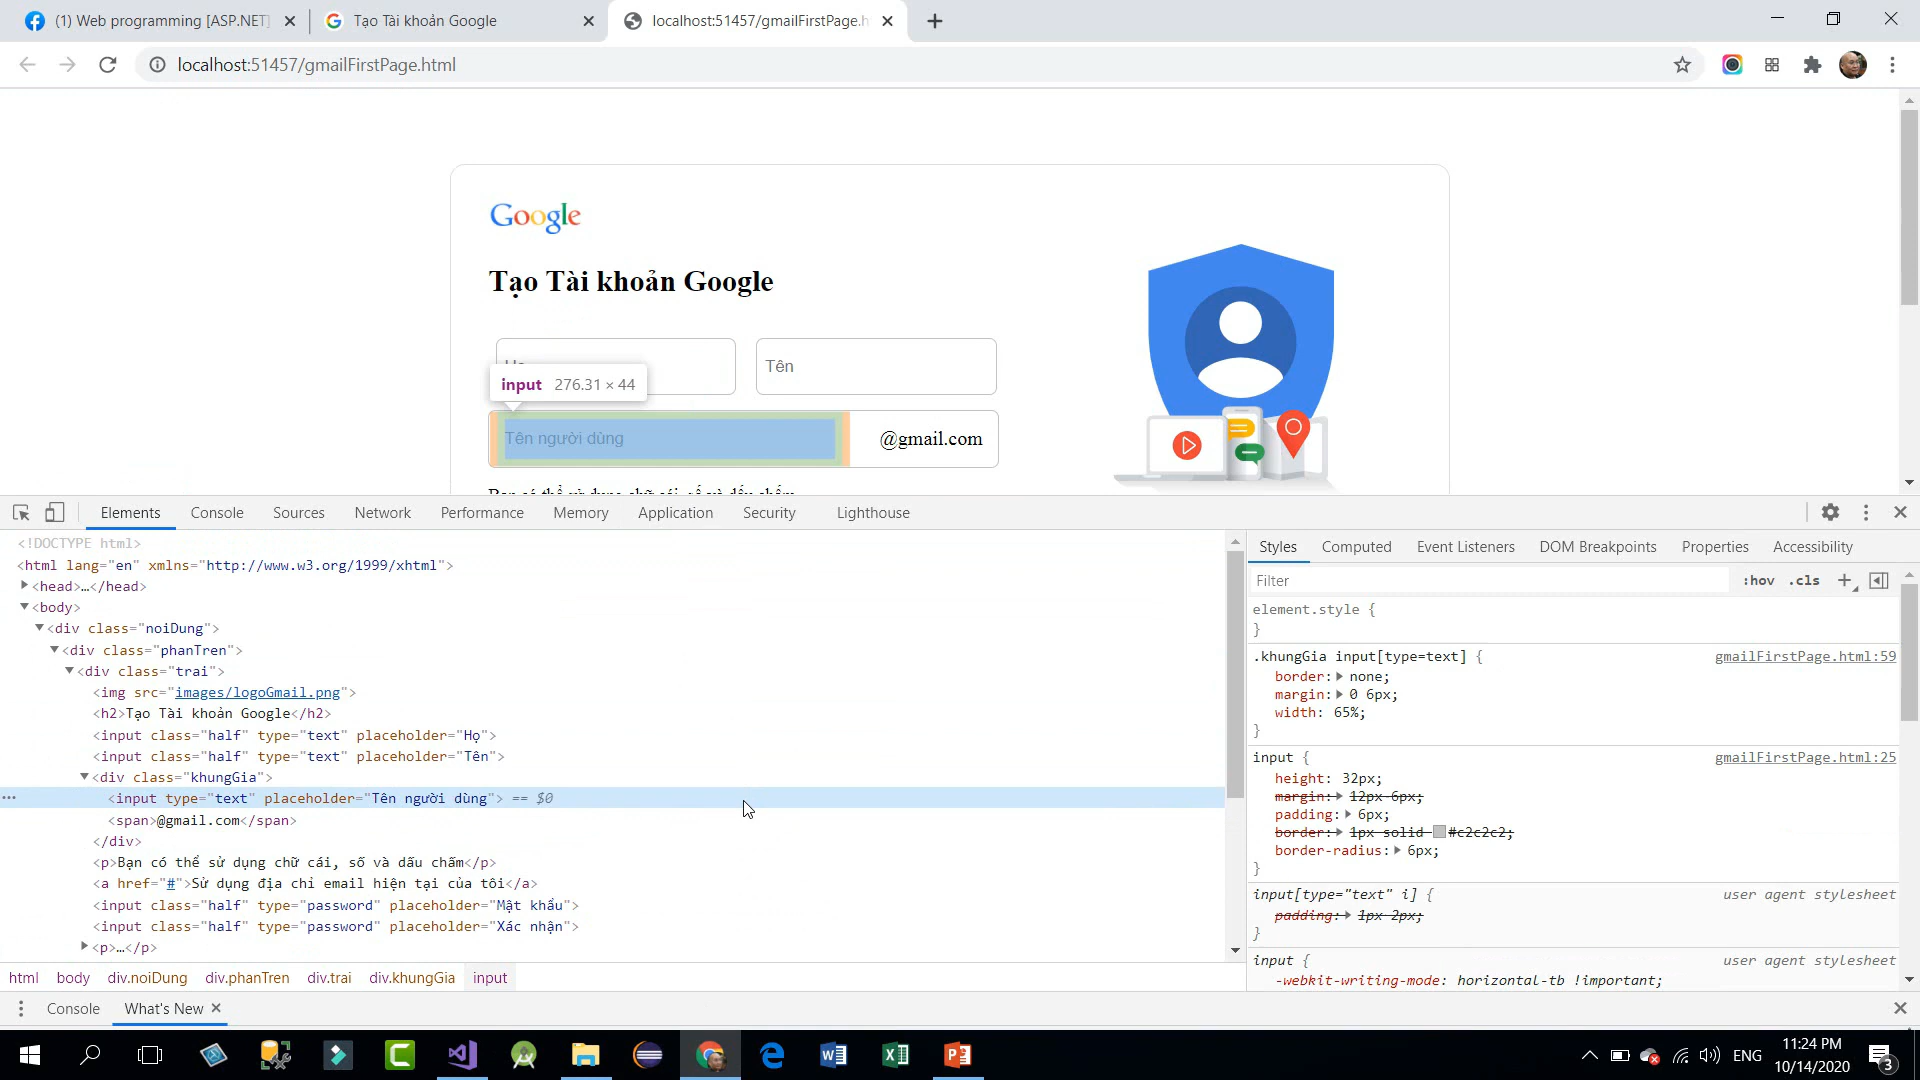 (1) Web programming [ASP.NET]
Tạo Tài khoản Google
localhost:51457/gmailFirstPage.h
localhost:51457/gmailFirstPage.html
Google
Tạo Tài khoản Google
Tên
input 276.31 × 44
Tên người dùng
@gmail.com
Elements
Console
Sources
Network
Performance
Memory
Application
Security
Lighthouse
<!DOCTYPE html>
<html lang="en" xmlns="http://www.w3.org/1999/xhtml">
<head>…</head>
<body>
<div class="noiDung">
<div class="phanTren">
<div class="trai">
<img src="images/logoGmail.png">
<h2>Tạo Tài khoản Google</h2>
<input class="half" type="text" placeholder="Họ">
<input class="half" type="text" placeholder="Tên">
<div class="khungGia">
<input type="text" placeholder="Tên người dùng"> == $0
<span>@gmail.com</span>
</div>
<p>Bạn có thể sử dụng chữ cái, số và dấu chấm</p>
<a href="#">Sử dụng địa chỉ email hiện tại của tôi</a>
<input class="half" type="password" placeholder="Mật khẩu">
<input class="half" type="password" placeholder="Xác nhận">
<p>…</p>
html body div.noiDung div.phanTren div.trai div.khungGia input
Styles Computed Event Listeners DOM Breakpoints Properties Accessibility
Filter
:hov .cls
element.style {
}
.khungGia input[type=text] { gmailFirstPage.html:59
border: none;
margin: 0 6px;
width: 65%;
}
input { gmailFirstPage.html:25
height: 32px;
margin: 12px 6px;
padding: 6px;
border: 1px solid #c2c2c2;
border-radius: 6px;
}
input[type="text" i] { user agent stylesheet
padding: 1px 2px;
}
input { user agent stylesheet
-webkit-writing-mode: horizontal-tb !important;
Console
What's New
ENG
11:24 PM
10/14/2020
3